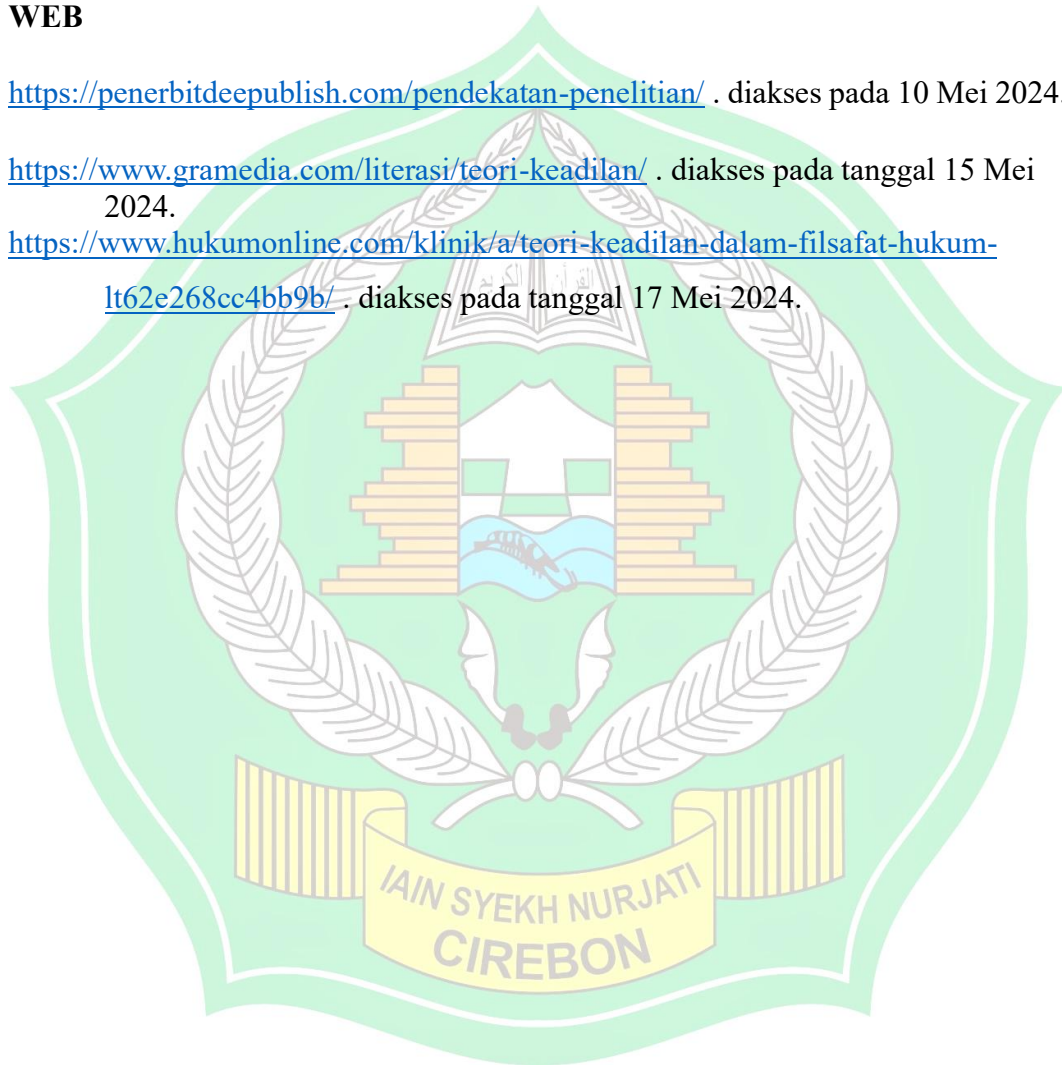 WEB
https://penerbitdeepublish.com/pendekatan-penelitian/ . diakses pada 10 Mei 2024.
https://www.gramedia.com/literasi/teori-keadilan/ . diakses pada tanggal 15 Mei
2024.
https://www.hukumonline.com/klinik/a/teori-keadilan-dalam-filsafat-hukum-
lt62e268cc4bb9b/ . diakses pada tanggal 17 Mei 2024.
القرآن الكريم
IAIN SYEKH NURJATI
CIREBON